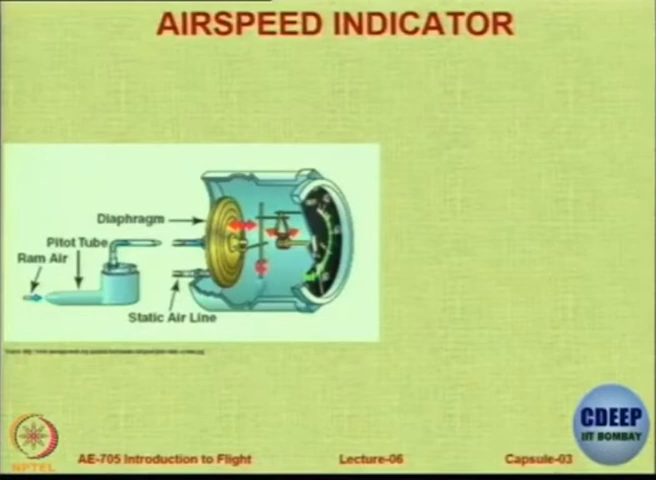 AIRSPEED INDICATOR
Diaphragm
Pitot Tube
Ram Air
Static Air Line
CDEEP
IIT BOMBAY
NPTEL
AE-705 Introduction to Flight
Lecture-06
Capsule-03